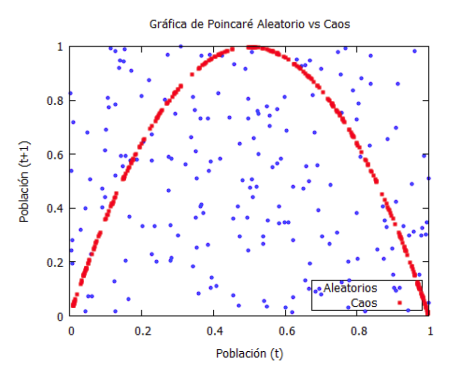 Gráfica de Poincaré Aleatorio vs Caos
1
0.8
0.6
0.4
0.2
0
Población (t+1)
0 0.2 0.4 0.6 0.8 1
Población (t)
Aleatorios
Caos